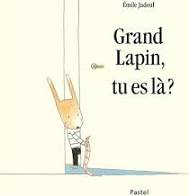 Émile Jadoul
Grand
Lapin,
tu es là?
Pastel